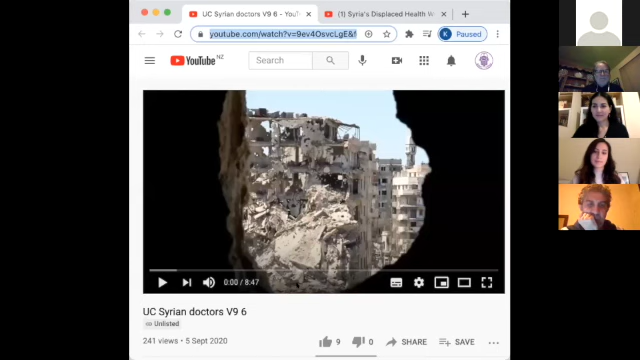 UC Syrian doctors V9 6 - YouT
(1) Syria's Displaced Health W
youtube.com/watch?v=9ev4OsvcLgE&f
K Paused
YouTube NZ
Search
0:00 / 8:47
UC Syrian doctors V9 6
Unlisted
241 views • 5 Sept 2020
9
0
SHARE
SAVE